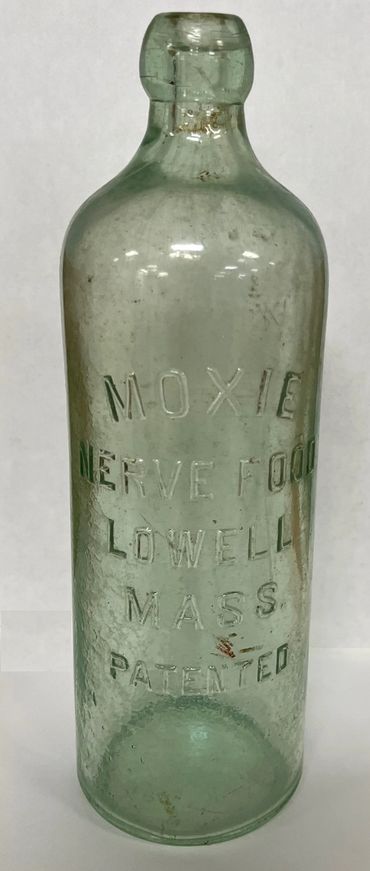 MOXIE
NERVE FOOD
LOWELL
MASS.
PATENTED